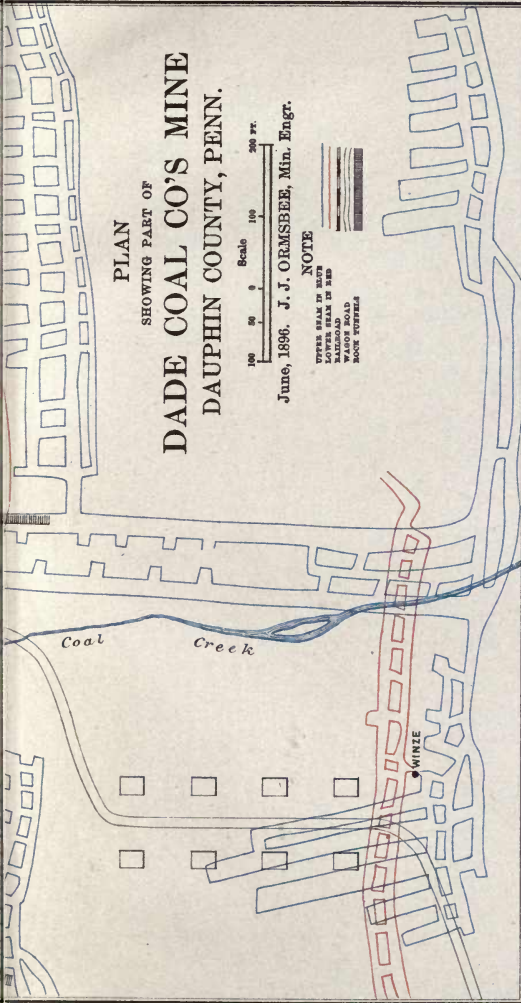 PLAN
SHOWING PART OF
DADE COAL CO'S MINE
DAUPHIN COUNTY, PENN.
Scale
100 50 0 100 200 FT.
June, 1896. J. J. ORMSBEE, Min. Engr.
NOTE
UPPER SEAM IN BLUE
LOWER SEAM IN RED
RAILROAD
WAGON ROAD
ROCK TUNNELS
Coal Creek
WINZE